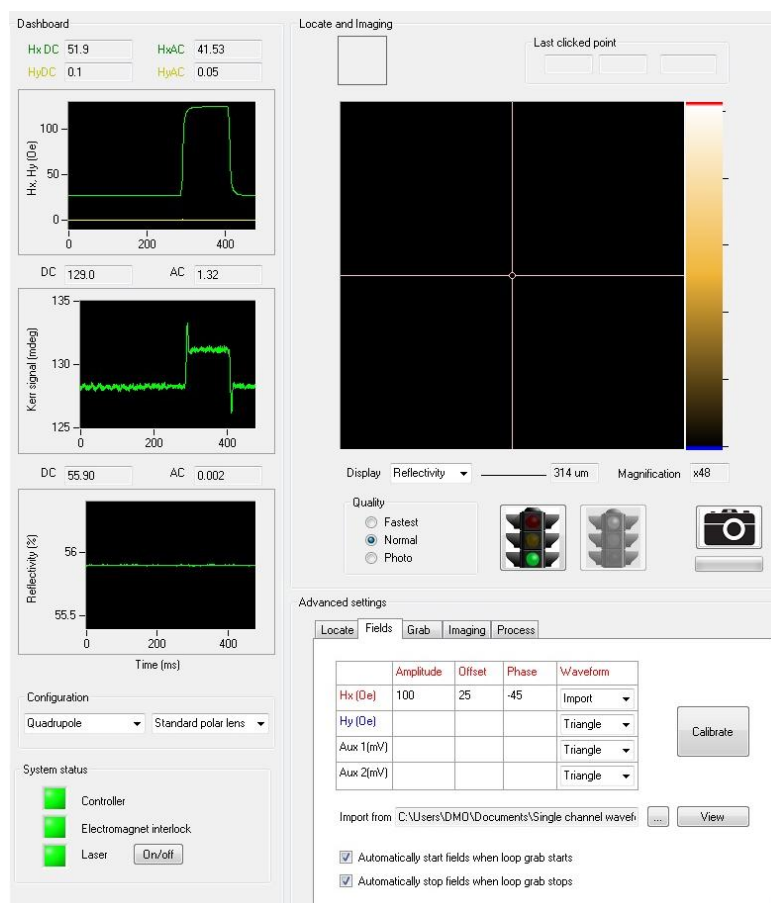 Dashboard
Hx DC 51.9 HxAC 41.53
HyDC 0.1 HyAC 0.05
Hx, Hy (Oe)
100
50
0
0 200 400
DC 129.0 AC 1.32
Kerr signal (mdeg)
135
130
125
0 200 400
DC 55.90 AC 0.002
Reflectivity (%)
56
55.5
0 200 400
Time (ms)
Configuration
Quadrupole Standard polar lens
System status
Controller
Electromagnet interlock
Laser On/off
Locate and Imaging
Last clicked point
Display Reflectivity 314 um Magnification x48
Quality
Fastest
Normal
Photo
Advanced settings
Locate Fields Grab Imaging Process
Amplitude Offset Phase Waveform
Hx (Oe) 100 25 -45 Import
Hy (Oe) Triangle
Aux 1(mV) Triangle
Aux 2(mV) Triangle
Calibrate
Import from C:\Users\DMO\Documents\Single channel wavefo ... View
Automatically start fields when loop grab starts
Automatically stop fields when loop grab stops